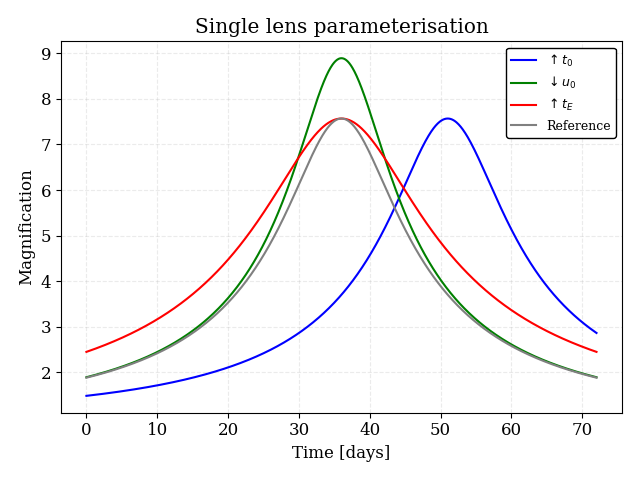 Single lens parameterisation
Magnification
9
8
7
6
5
4
3
2
↑ t₀
↓ u₀
↑ t_E
Reference
0 10 20 30 40 50 60 70
Time [days]